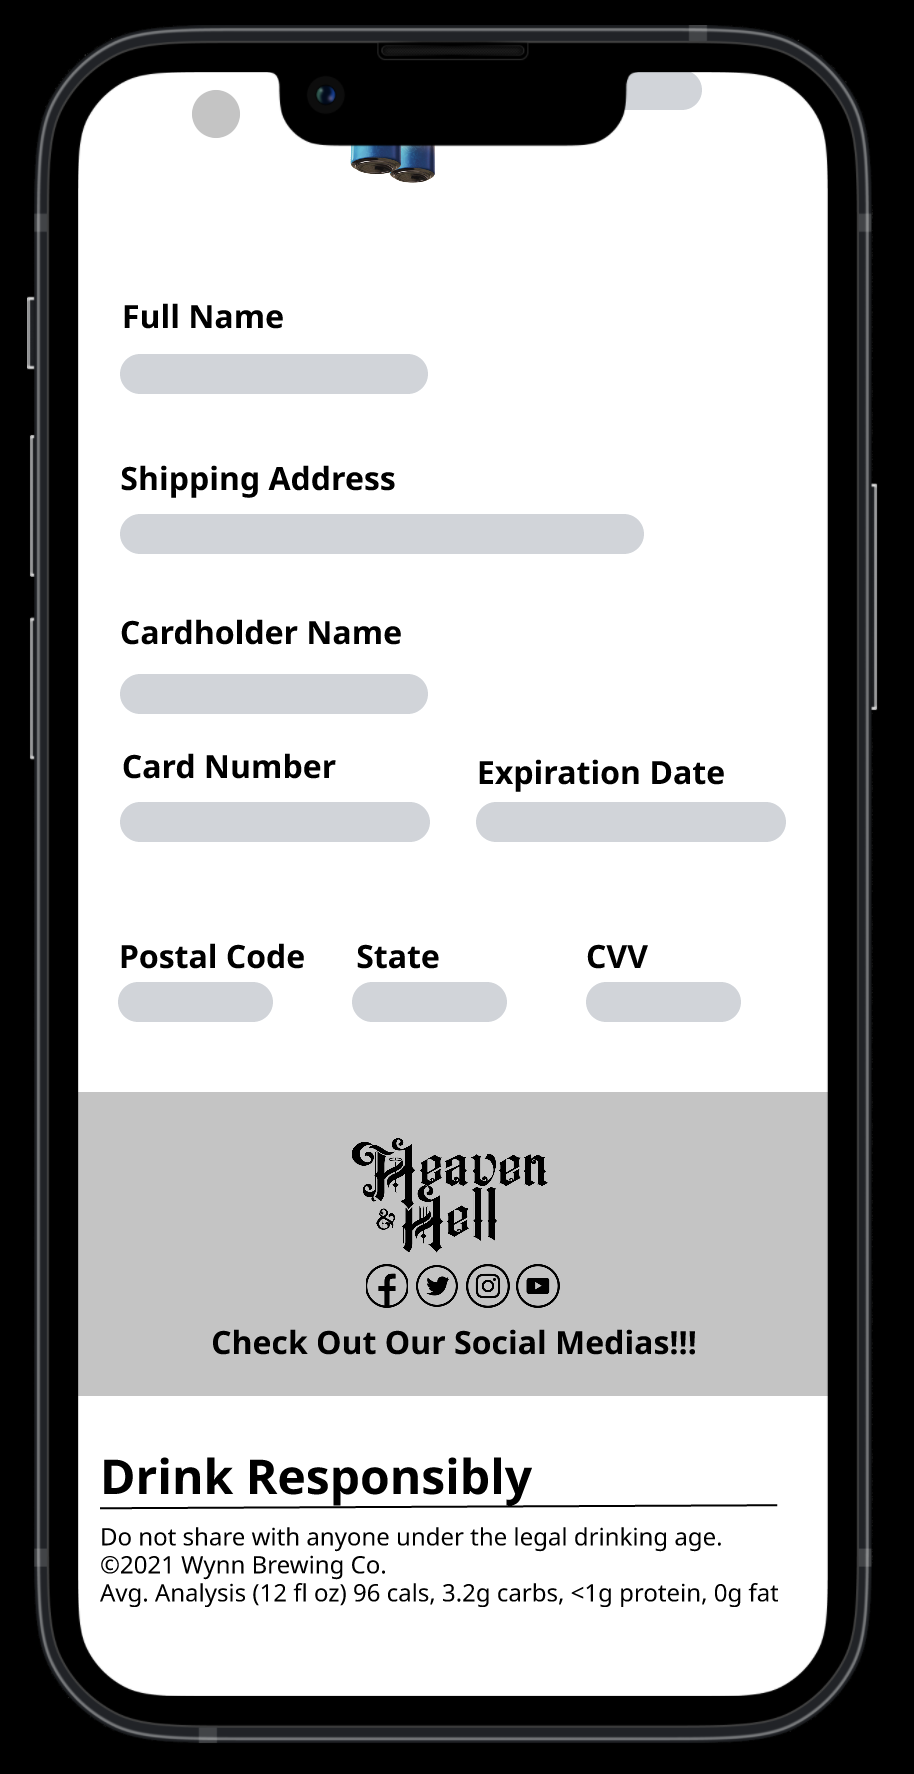 Full Name
Shipping Address
Cardholder Name
Card Number
Expiration Date
Postal Code
State
CVV
Heaven
& Hell
Check Out Our Social Medias!!!
Drink Responsibly
Do not share with anyone under the legal drinking age.
©2021 Wynn Brewing Co.
Avg. Analysis (12 fl oz) 96 cals, 3.2g carbs, <1g protein, 0g fat